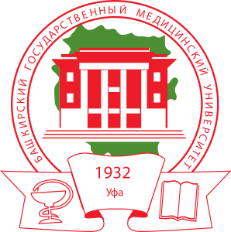 БАШКИРСКИЙ ГОСУДАРСТВЕННЫЙ МЕДИЦИНСКИЙ УНИВЕРСИТЕТ
1932
Уфа